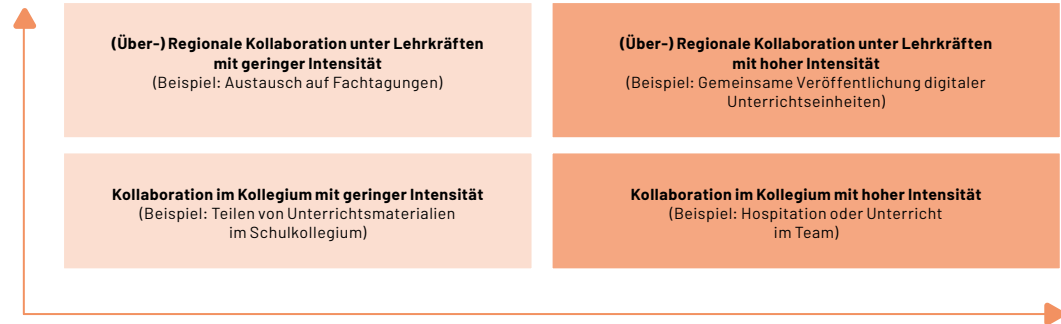 (Über-) Regionale Kollaboration unter Lehrkräften
mit geringer Intensität
(Beispiel: Austausch auf Fachtagungen)
(Über-) Regionale Kollaboration unter Lehrkräften
mit hoher Intensität
(Beispiel: Gemeinsame Veröffentlichung digitaler
Unterrichtseinheiten)
Kollaboration im Kollegium mit geringer Intensität
(Beispiel: Teilen von Unterrichtsmaterialien
im Schulkollegium)
Kollaboration im Kollegium mit hoher Intensität
(Beispiel: Hospitation oder Unterricht
im Team)